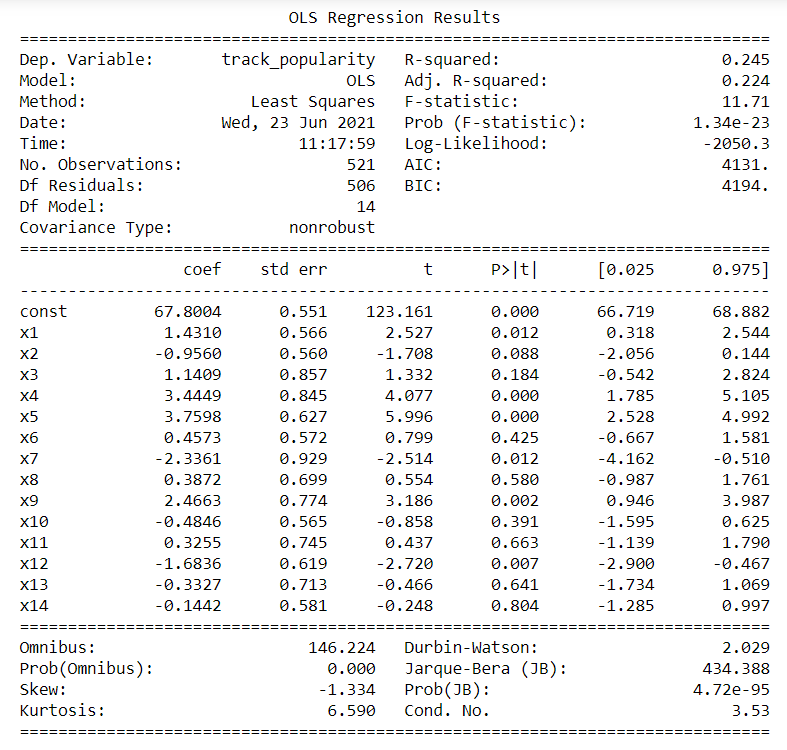 OLS Regression Results
==============================================================================
Dep. Variable: track_popularity R-squared: 0.245
Model: OLS Adj. R-squared: 0.224
Method: Least Squares F-statistic: 11.71
Date: Wed, 23 Jun 2021 Prob (F-statistic): 1.34e-23
Time: 11:17:59 Log-Likelihood: -2050.3
No. Observations: 521 AIC: 4131.
Df Residuals: 506 BIC: 4194.
Df Model: 14
Covariance Type: nonrobust
==============================================================================
coef std err t P>|t| [0.025 0.975]
------------------------------------------------------------------------------
const 67.8004 0.551 123.161 0.000 66.719 68.882
x1 1.4310 0.566 2.527 0.012 0.318 2.544
x2 -0.9560 0.560 -1.708 0.088 -2.056 0.144
x3 1.1409 0.857 1.332 0.184 -0.542 2.824
x4 3.4449 0.845 4.077 0.000 1.785 5.105
x5 3.7598 0.627 5.996 0.000 2.528 4.992
x6 0.4573 0.572 0.799 0.425 -0.667 1.581
x7 -2.3361 0.929 -2.514 0.012 -4.162 -0.510
x8 0.3872 0.699 0.554 0.580 -0.987 1.761
x9 2.4663 0.774 3.186 0.002 0.946 3.987
x10 -0.4846 0.565 -0.858 0.391 -1.595 0.625
x11 0.3255 0.745 0.437 0.663 -1.139 1.790
x12 -1.6836 0.619 -2.720 0.007 -2.900 -0.467
x13 -0.3327 0.713 -0.466 0.641 -1.734 1.069
x14 -0.1442 0.581 -0.248 0.804 -1.285 0.997
==============================================================================
Omnibus: 146.224 Durbin-Watson: 2.029
Prob(Omnibus): 0.000 Jarque-Bera (JB): 434.388
Skew: -1.334 Prob(JB): 4.72e-95
Kurtosis: 6.590 Cond. No. 3.53
==============================================================================